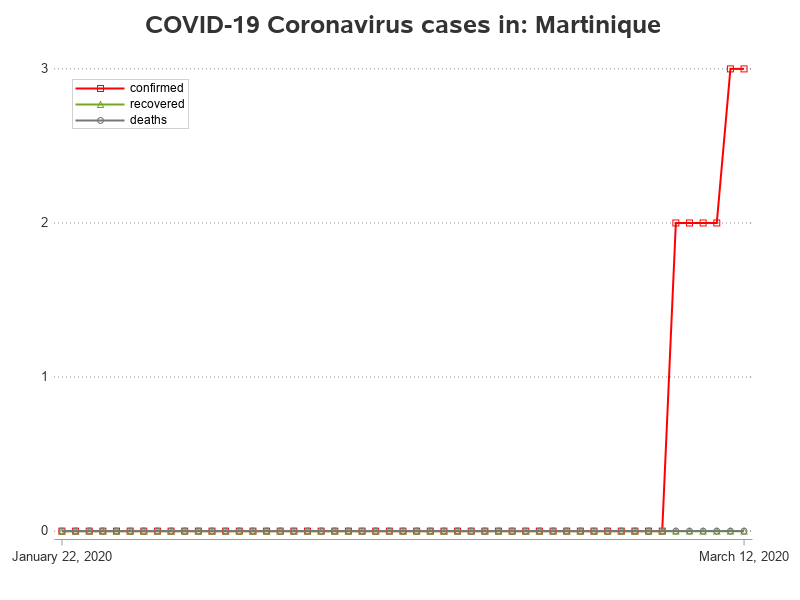 COVID-19 Coronavirus cases in: Martinique
3
confirmed
recovered
deaths
2
1
0
January 22, 2020
March 12, 2020